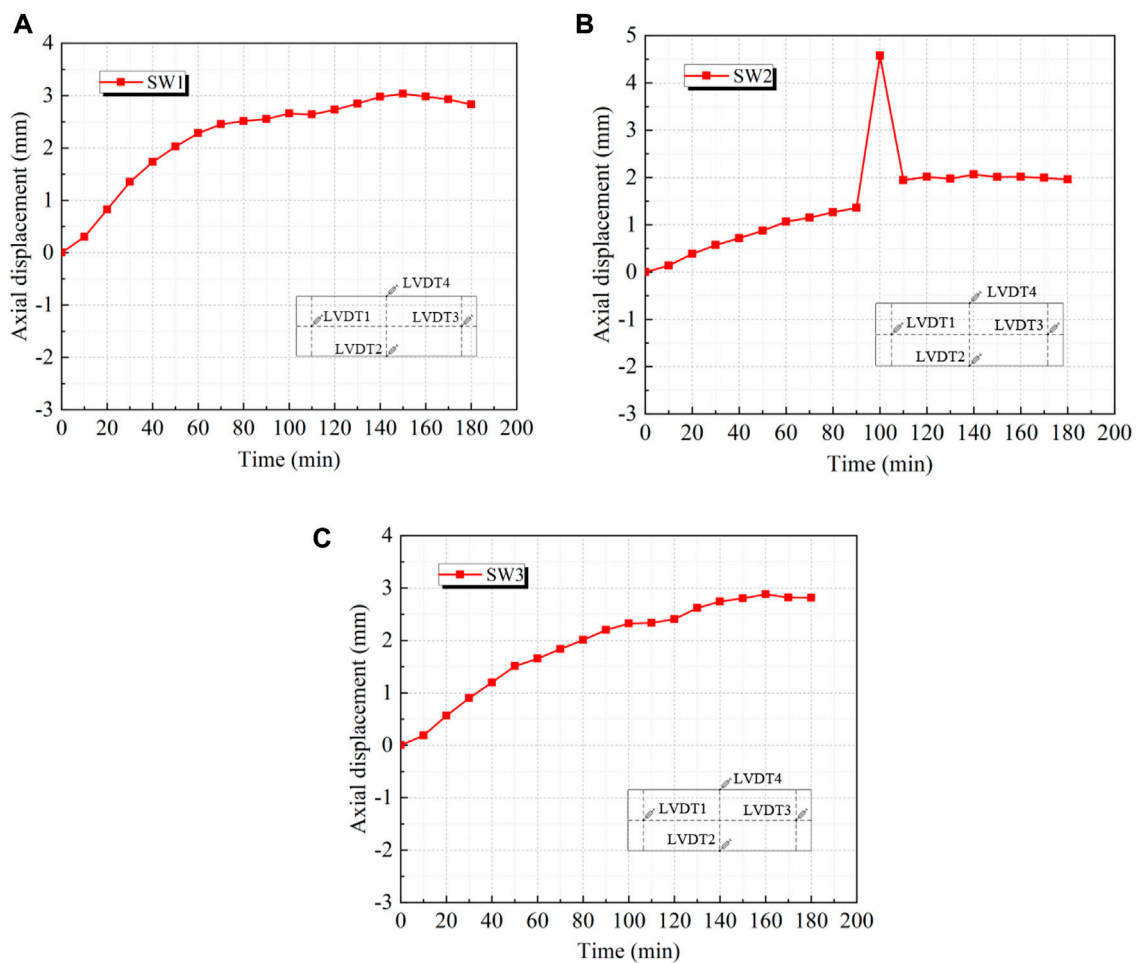 A
Axial displacement (mm)
4
3
2
1
0
-1
-2
-3
SW1
LVDT4
LVDT1
LVDT3
LVDT2
0 20 40 60 80 100 120 140 160 180 200
Time (min)
B
Axial displacement (mm)
5
4
3
2
1
0
-1
-2
-3
SW2
LVDT4
LVDT1
LVDT3
LVDT2
0 20 40 60 80 100 120 140 160 180 200
Time (min)
C
Axial displacement (mm)
4
3
2
1
0
-1
-2
-3
SW3
LVDT4
LVDT1
LVDT3
LVDT2
0 20 40 60 80 100 120 140 160 180 200
Time (min)